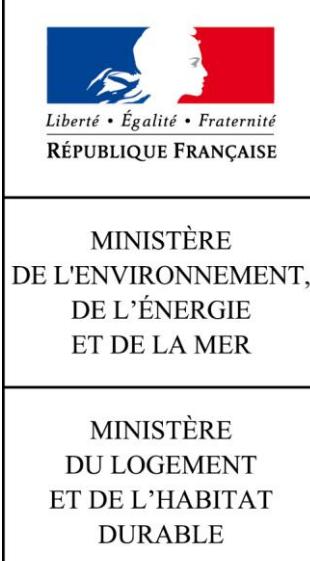 Liberté • Égalité • Fraternité
RÉPUBLIQUE FRANÇAISE
MINISTÈRE
DE L'ENVIRONNEMENT,
DE L’ÉNERGIE
ET DE LA MER
MINISTÈRE
DU LOGEMENT
ET DE L’HABITAT
DURABLE